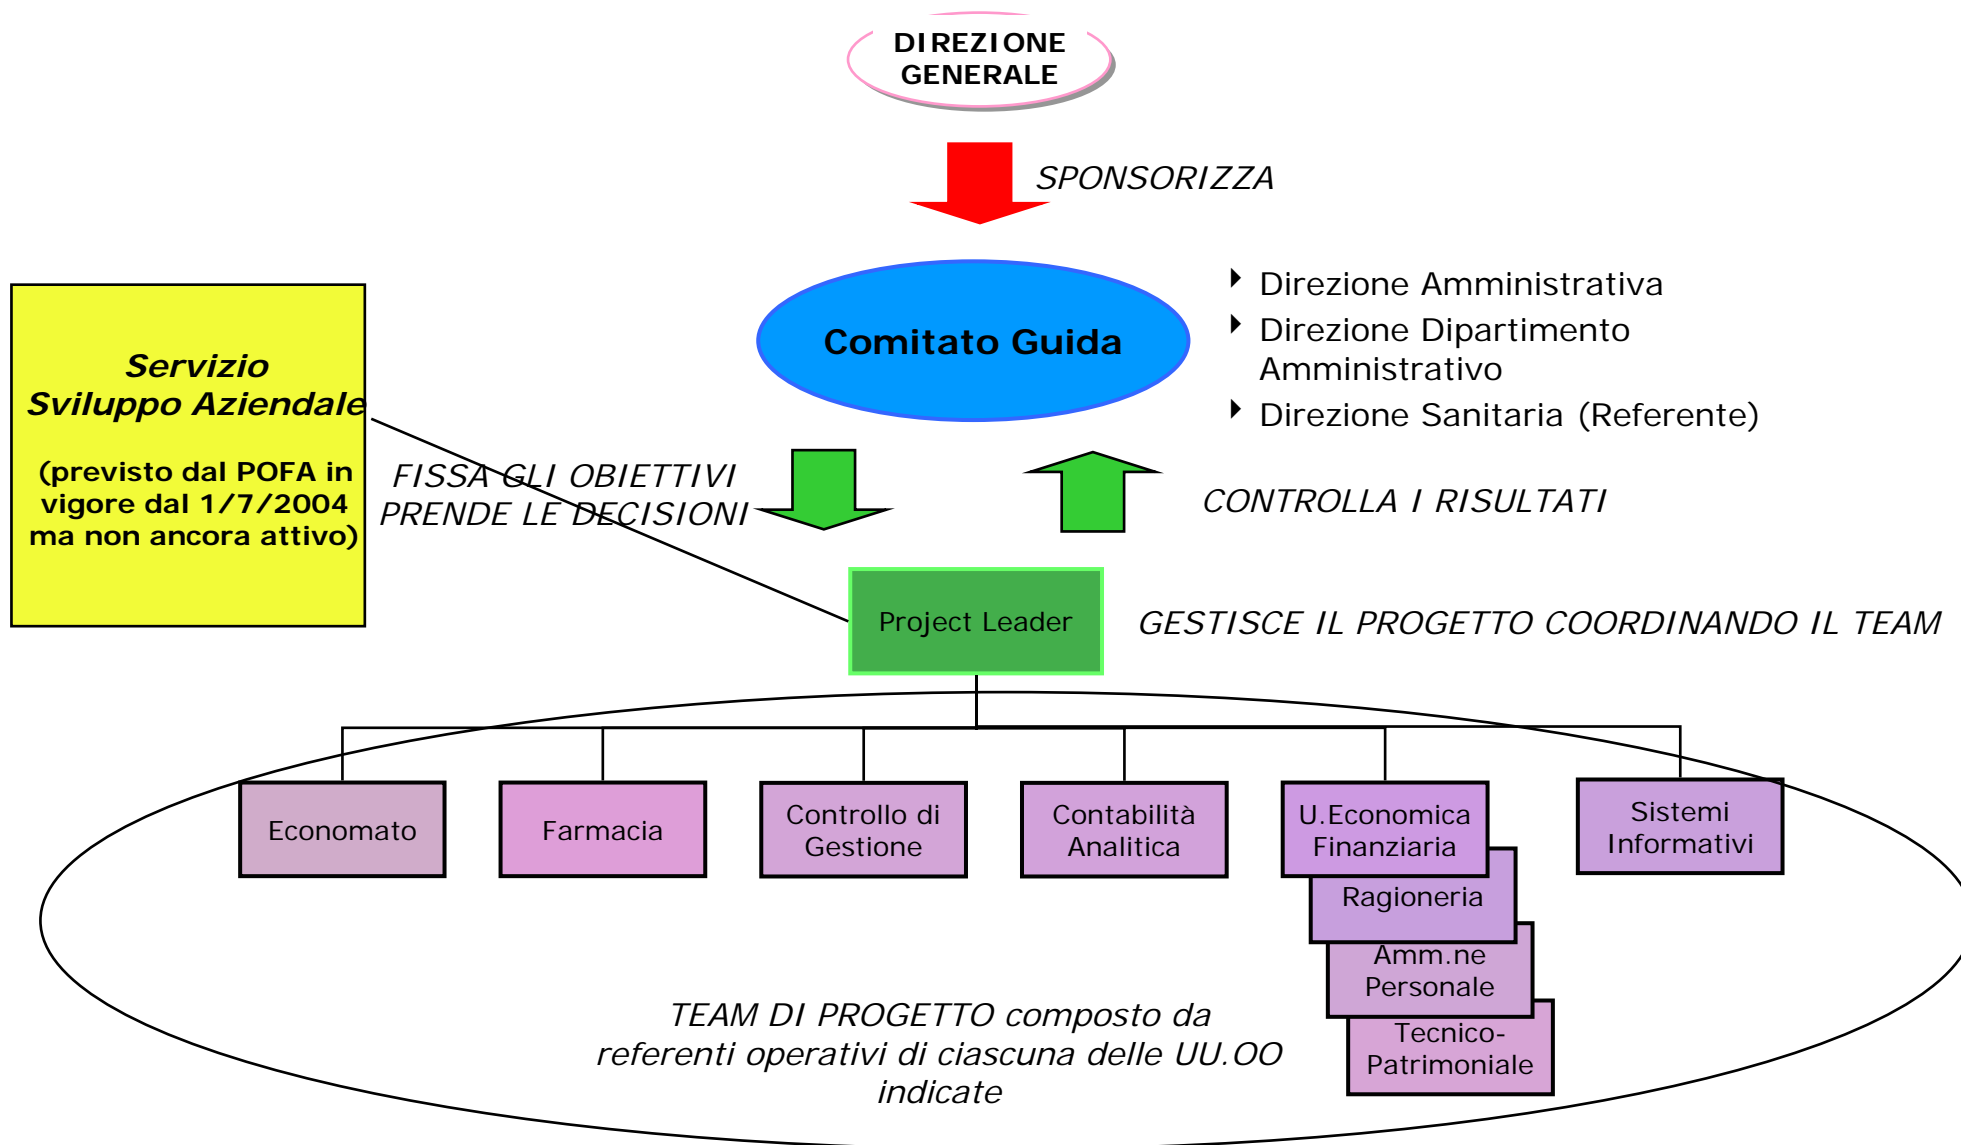 DIREZIONE
GENERALE
SPONSORIZZA
Comitato Guida
Direzione Amministrativa
Direzione Dipartimento
Amministrativo
Direzione Sanitaria (Referente)
Servizio
Sviluppo Aziendale
(previsto dal POFA in
vigore dal 1/7/2004
ma non ancora attivo)
FISSA GLI OBIETTIVI
PRENDE LE DECISIONI
CONTROLLA I RISULTATI
Project Leader
GESTISCE IL PROGETTO COORDINANDO IL TEAM
Economato
Farmacia
Controllo di
Gestione
Contabilità
Analitica
U.Economica
Finanziaria
Sistemi
Informativi
Ragioneria
Amm.ne
Personale
Tecnico-
Patrimoniale
TEAM DI PROGETTO composto da
referenti operativi di ciascuna delle UU.OO
indicate